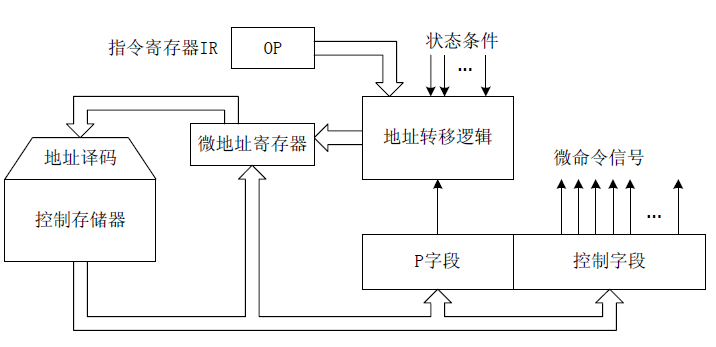 指令寄存器IR
OP
状态条件
...
地址转移逻辑
微地址寄存器
地址译码
控制存储器
微命令信号
...
P字段
控制字段